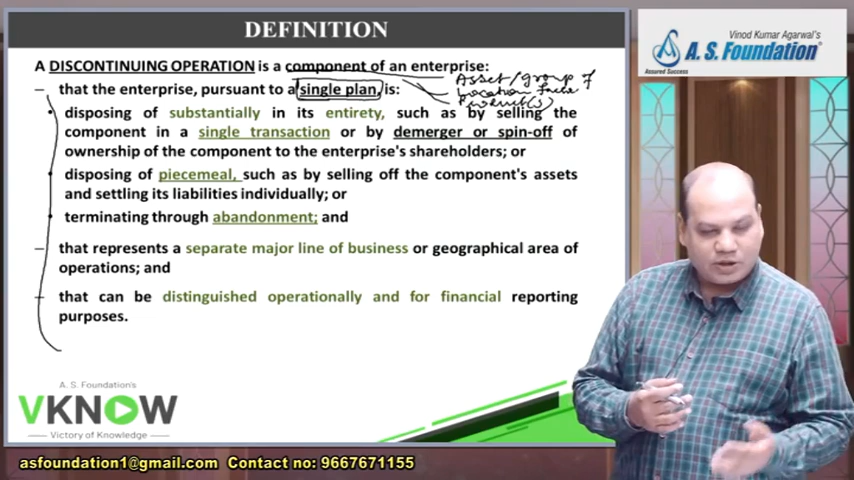 DEFINITION
A DISCONTINUING OPERATION is a component of an enterprise:
– that the enterprise, pursuant to a single plan, is:
Asset/group of
Location
Product(s)
• disposing of substantially in its entirety, such as by selling the
component in a single transaction or by demerger or spin-off of
ownership of the component to the enterprise's shareholders; or
• disposing of piecemeal, such as by selling off the component's assets
and settling its liabilities individually; or
• terminating through abandonment; and
– that represents a separate major line of business or geographical area of
operations; and
– that can be distinguished operationally and for financial reporting
purposes.
Vinod Kumar Agarwal's
A. S. Foundation
Assured Success
A. S. Foundation's
VKNOW
- Victory of Knowledge -
asfoundation1@gmail.com Contact no: 9667671155